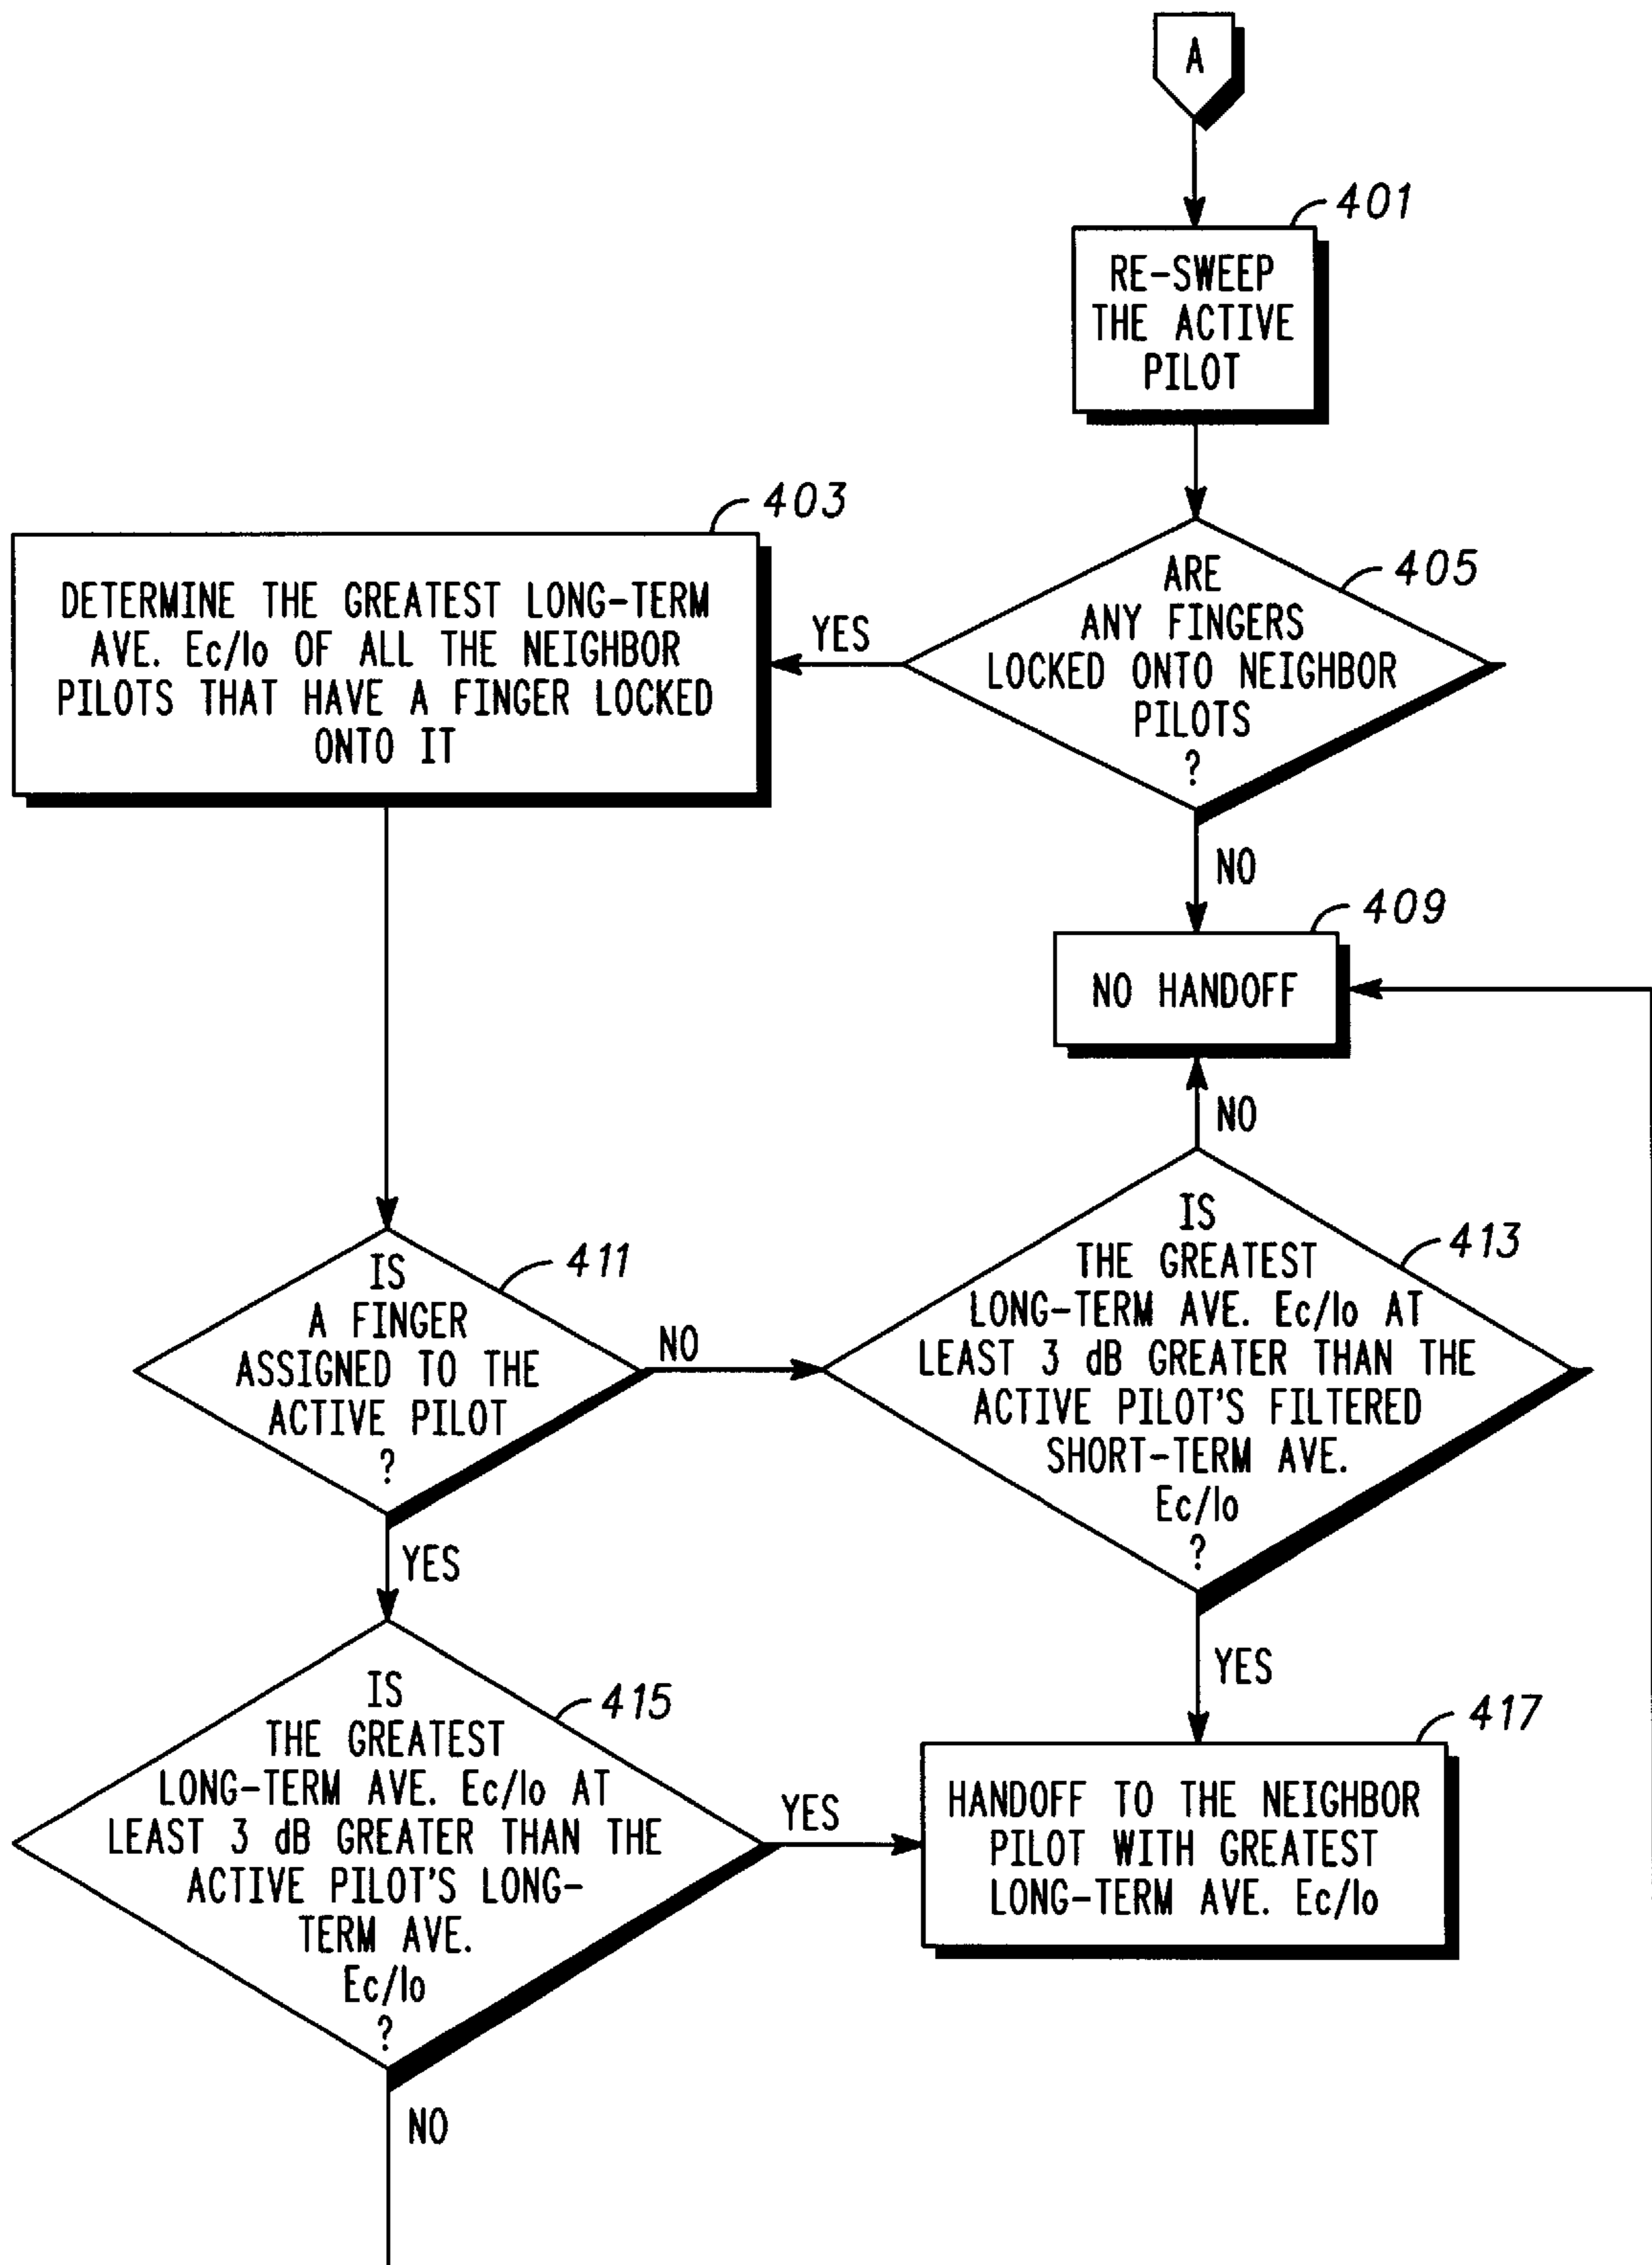 A
401
RE-SWEEP
THE ACTIVE
PILOT
403
DETERMINE THE GREATEST LONG-TERM
AVE. Ec/Io OF ALL THE NEIGHBOR
PILOTS THAT HAVE A FINGER LOCKED
ONTO IT
405
ARE
ANY FINGERS
LOCKED ONTO NEIGHBOR
PILOTS
?
YES
NO
409
NO HANDOFF
NO
411
IS
A FINGER
ASSIGNED TO THE
ACTIVE PILOT
?
NO
YES
413
IS
THE GREATEST
LONG-TERM AVE. Ec/Io AT
LEAST 3 dB GREATER THAN THE
ACTIVE PILOT'S FILTERED
SHORT-TERM AVE.
Ec/Io
?
YES
415
IS
THE GREATEST
LONG-TERM AVE. Ec/Io AT
LEAST 3 dB GREATER THAN THE
ACTIVE PILOT'S LONG-
TERM AVE.
Ec/Io
?
YES
NO
417
HANDOFF TO THE NEIGHBOR
PILOT WITH GREATEST
LONG-TERM AVE. Ec/Io